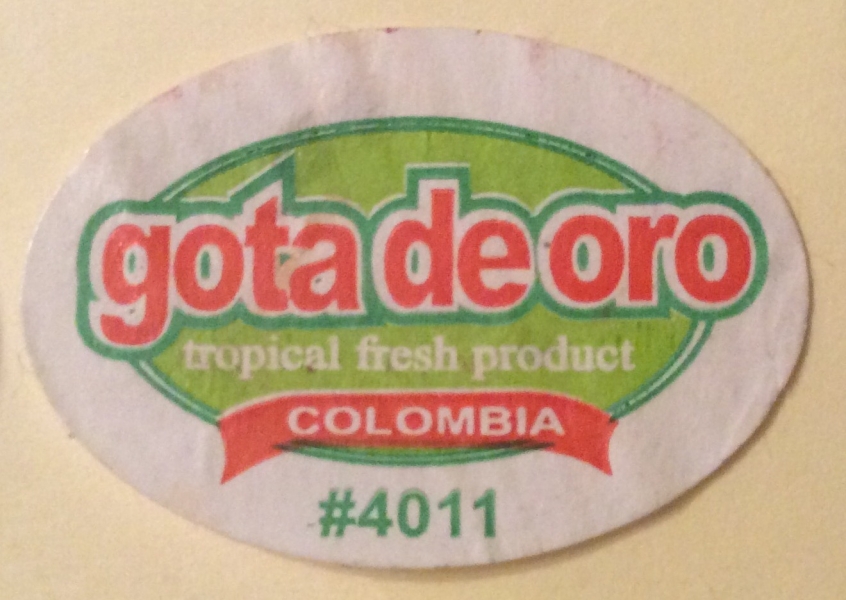 gota de oro
tropical fresh product
COLOMBIA
#4011